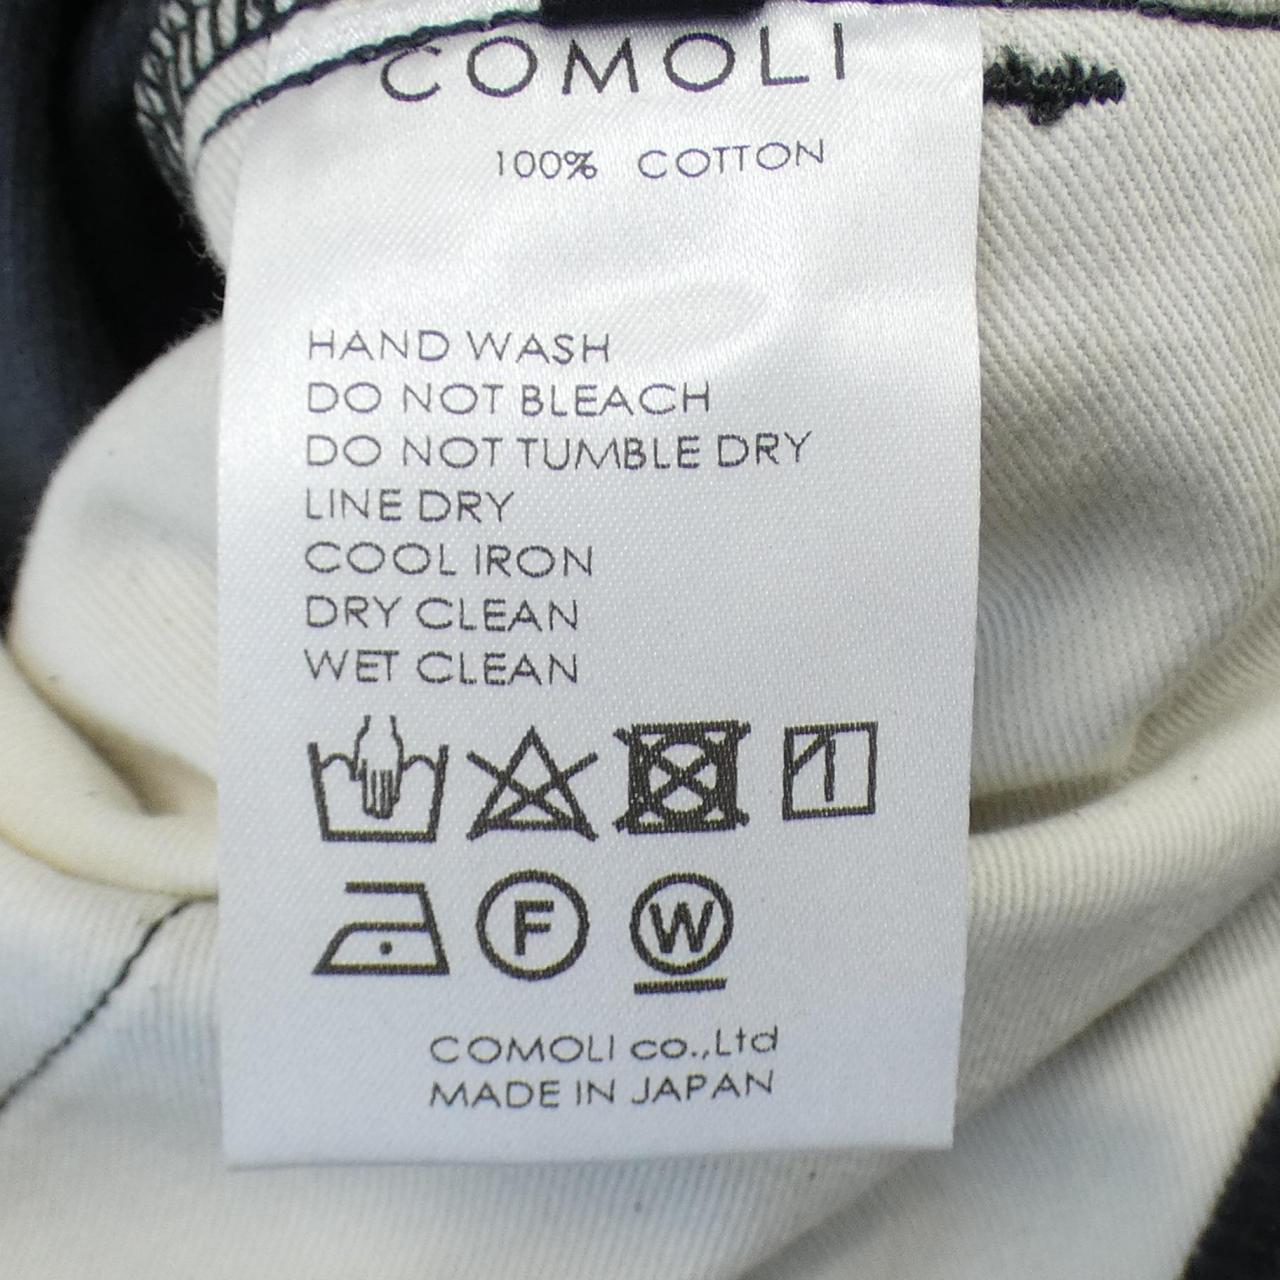 COMOLI
100% COTTON
HAND WASH
DO NOT BLEACH
DO NOT TUMBLE DRY
LINE DRY
COOL IRON
DRY CLEAN
WET CLEAN
F W
COMOLI co.,Ltd
MADE IN JAPAN